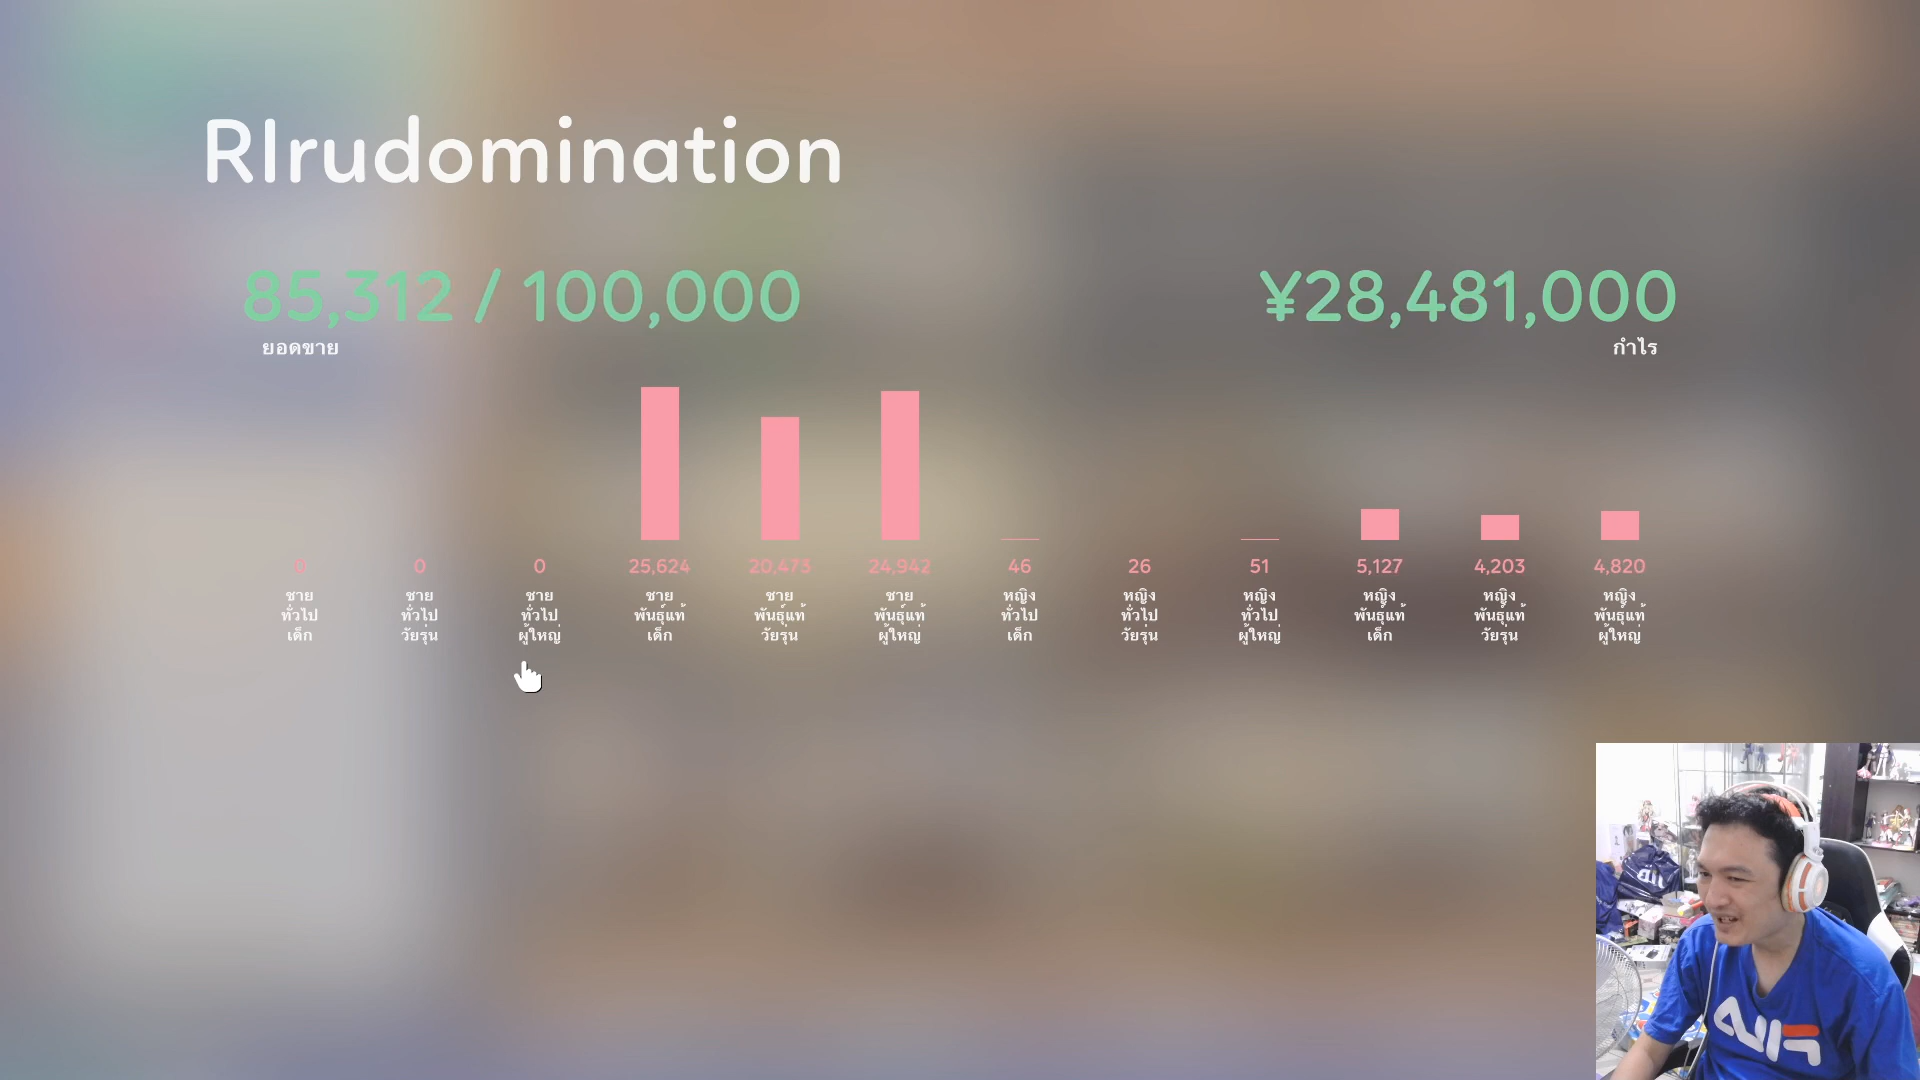 RIrudomination
85,312 / 100,000
ยอดขาย
¥28,481,000
กำไร
0
ชาย
ทั่วไป
เด็ก
0
ชาย
ทั่วไป
วัยรุ่น
0
ชาย
ทั่วไป
ผู้ใหญ่
25,624
ชาย
พันธุ์แท้
เด็ก
20,473
ชาย
พันธุ์แท้
วัยรุ่น
24,942
ชาย
พันธุ์แท้
ผู้ใหญ่
46
หญิง
ทั่วไป
เด็ก
26
หญิง
ทั่วไป
วัยรุ่น
51
หญิง
ทั่วไป
ผู้ใหญ่
5,127
หญิง
พันธุ์แท้
เด็ก
4,203
หญิง
พันธุ์แท้
วัยรุ่น
4,820
หญิง
พันธุ์แท้
ผู้ใหญ่